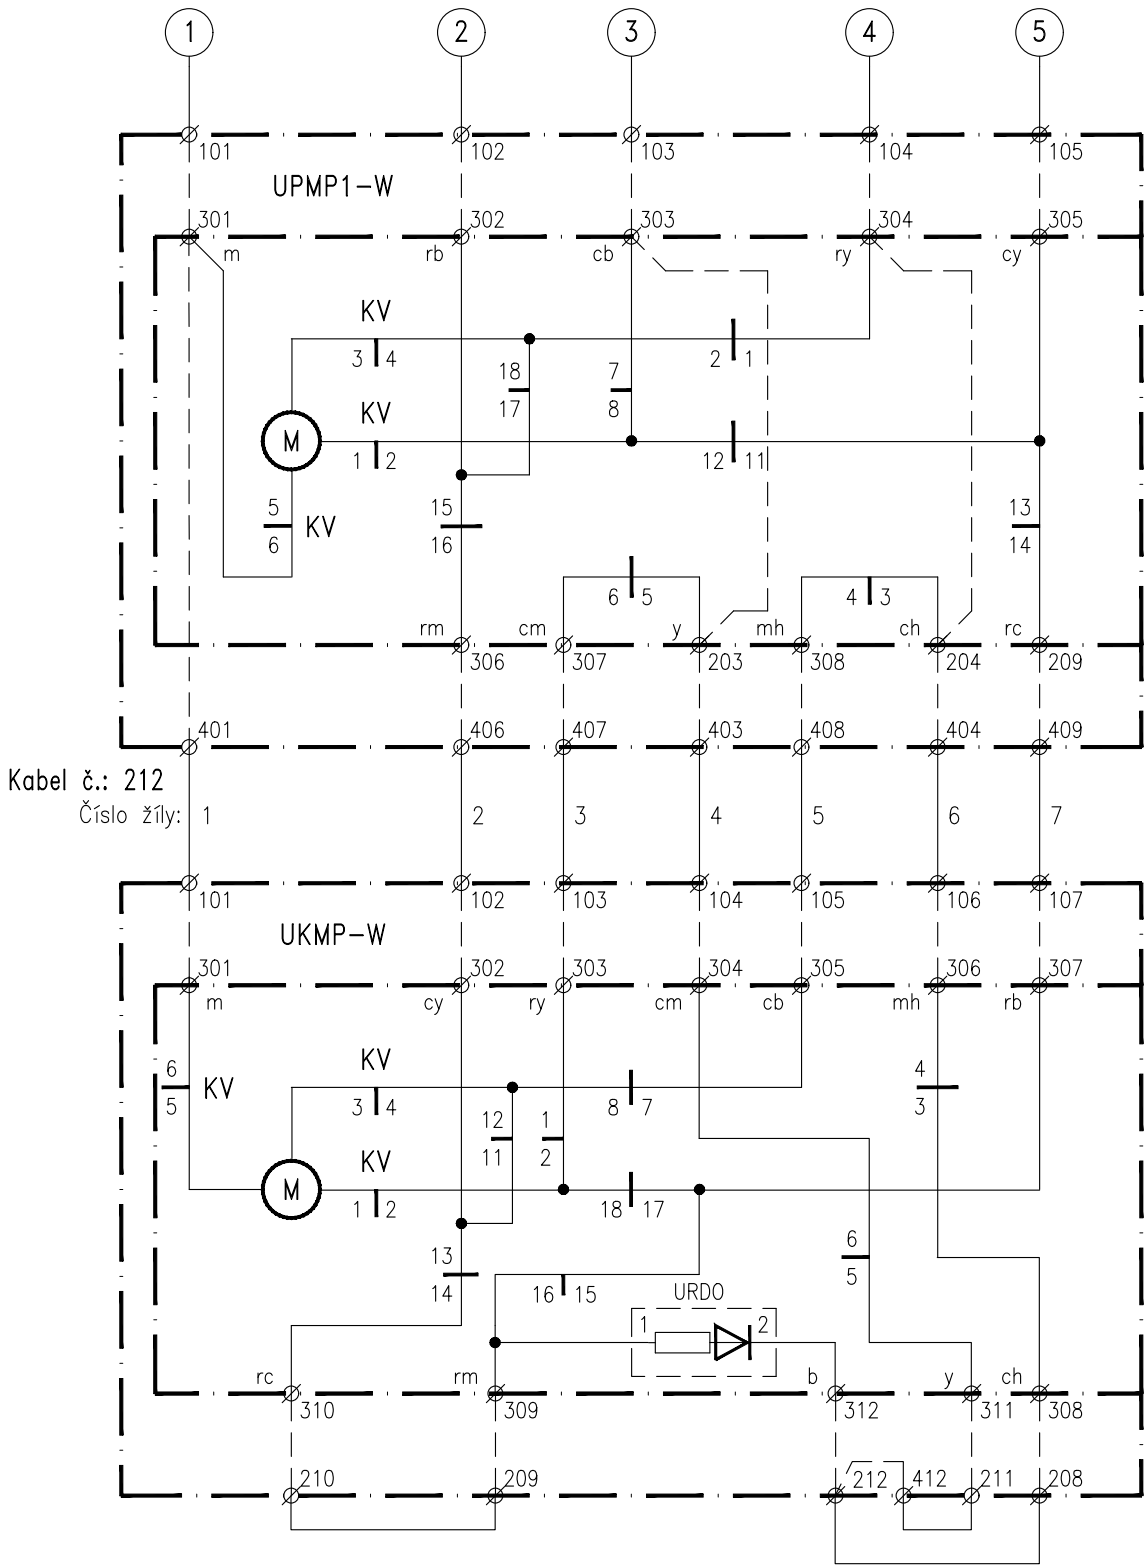 1 2 3 4 5
101 102 103 104 105
UPMP1-W
301 302 303 304 305
m rb cb ry cy
KV
3 4 2 1
18 7
17 8
KV
M
1 2 12 11
5 15 13
KV
6 16 14
6 5 4 3
rm cm y mh ch rc
306 307 203 308 204 209
401 406 407 403 408 404 409
Kabel č.: 212
Číslo žíly: 1 2 3 4 5 6 7
101 102 103 104 105 106 107
UKMP-W
301 302 303 304 305 306 307
m cy ry cm cb mh rb
KV
6 4
KV
5 3 4 8 7 3
12 1
11 2
KV
M
1 2 18 17
13 6
14 16 15 5
URDO
1 2
rc rm b y ch
310 309 312 311 308
210 209 212 412 211 208